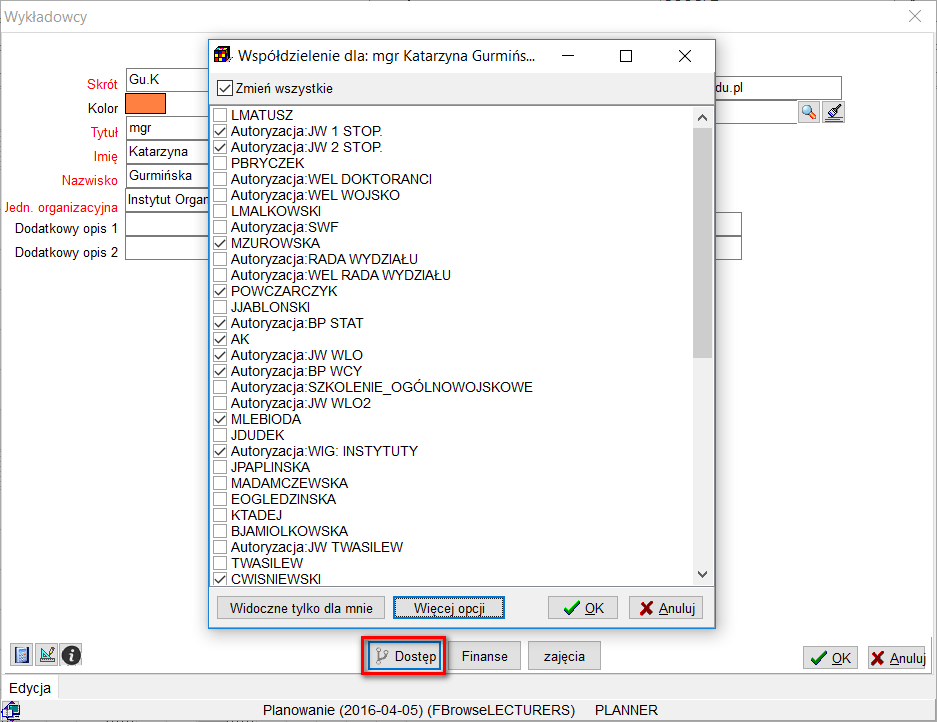 Wykładowcy
Współdzielenie dla: mgr Katarzyna Gurmińs...
Zmień wszystkie
Skrót
Gu.K
Kolor
Tytuł
mgr
Imię
Katarzyna
Nazwisko
Gurmińska
Jedn. organizacyjna
Instytut Organ
Dodatkowy opis 1
Dodatkowy opis 2
du.pl
LMATUSZ
Autoryzacja:JW 1 STOP.
Autoryzacja:JW 2 STOP.
PBRYCZEK
Autoryzacja:WEL DOKTORANCI
Autoryzacja:WEL WOJSKO
LMALKOWSKI
Autoryzacja:SWF
MZUROWSKA
Autoryzacja:RADA WYDZIAŁU
Autoryzacja:WEL RADA WYDZIAŁU
POWCZARCZYK
JJABLONSKI
Autoryzacja:BP STAT
AK
Autoryzacja:JW WLO
Autoryzacja:BP WCY
Autoryzacja:SZKOLENIE_OGÓLNOWOJSKOWE
Autoryzacja:JW WLO2
MLEBIODA
JDUDEK
Autoryzacja:WIG: INSTYTUTY
JPAPLINSKA
MADAMCZEWSKA
EOGLEDZINSKA
KTADEJ
BJAMIOLKOWSKA
Autoryzacja:JW TWASILEW
TWASILEW
CWISNIEWSKI
Widoczne tylko dla mnie
Więcej opcji
OK
Anuluj
Dostęp
Finanse
zajęcia
OK
Anuluj
Edycja
Planowanie (2016-04-05) (FBrowseLECTURERS) PLANNER